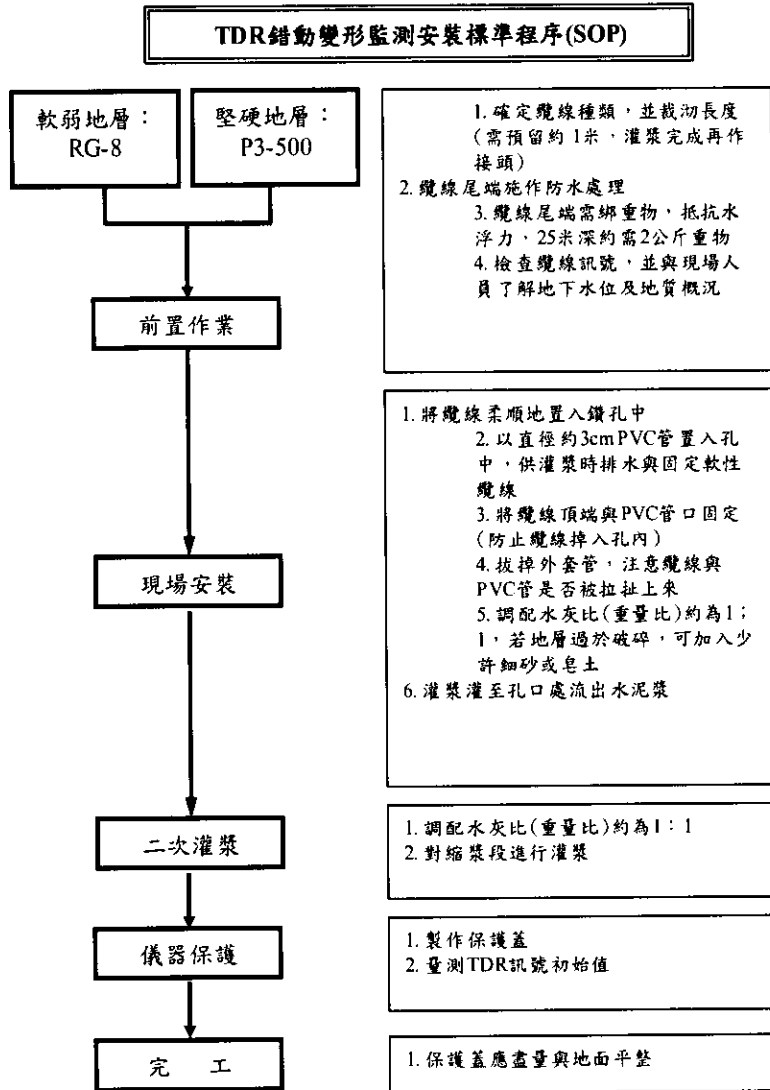 TDR錯動變形監測安裝標準程序(SOP)
軟弱地層：
RG-8
堅硬地層：
P3-500
1. 確定纜線種類，並裁沏長度
(需預留約 1米，灌漿完成再作
接頭)
2. 纜線尾端施作防水處理
3. 纜線尾端需綁重物，抵抗水
浮力，25米深約需2公斤重物
4. 檢查纜線訊號，並與現場人
員了解地下水位及地質概況
前置作業
1. 將纜線柔順地置入鑽孔中
2. 以直徑約3cm PVC管置入孔
中，供灌漿時排水與固定軟性
纜線
3. 將纜線頂端與PVC管口固定
(防止纜線掉入孔內)
4. 拔掉外套管，注意纜線與
PVC管是否被拉扯上來
5. 調配水灰比(重量比)約為1；
1，若地層過於破碎，可加入少
許細砂或皂土
6. 灌漿灌至孔口處流出水泥漿
現場安裝
二次灌漿
1. 調配水灰比(重量比)約為1：1
2. 對縮漿段進行灌漿
儀器保護
1. 製作保護蓋
2. 量測TDR訊號初始值
完 工
1. 保護蓋應盡量與地面平整